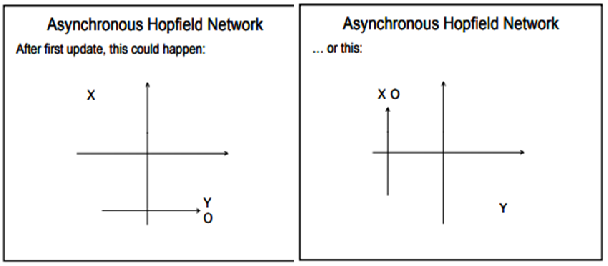 Asynchronous Hopfield Network
After first update, this could happen:
X
Y
O
Asynchronous Hopfield Network
... or this:
X O
Y